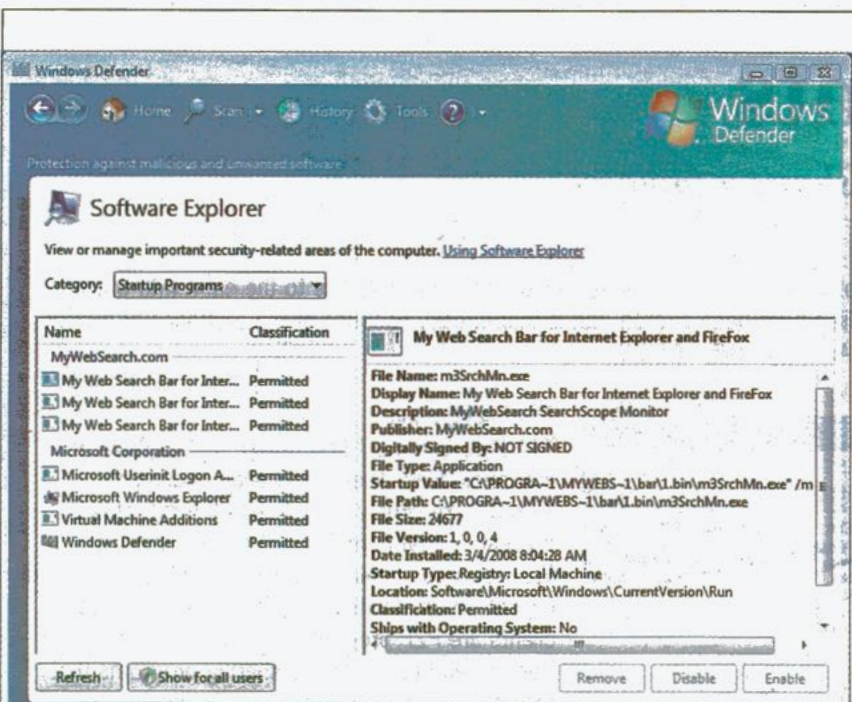 Windows Defender
Home Scan History Tools
Windows
Defender
Protection against malicious and unwanted software
Software Explorer
View or manage important security-related areas of the computer. Using Software Explorer
Category: Startup Programs
Name Classification
MyWebSearch.com
My Web Search Bar for Inter... Permitted
My Web Search Bar for Inter... Permitted
My Web Search Bar for Inter... Permitted
Microsoft Corporation
Microsoft Userinit Logon A... Permitted
Microsoft Windows Explorer Permitted
Virtual Machine Additions Permitted
Windows Defender Permitted
My Web Search Bar for Internet Explorer and FireFox
File Name: m3SrchMn.exe
Display Name: My Web Search Bar for Internet Explorer and FireFox
Description: MyWebSearch SearchScope Monitor
Publisher: MyWebSearch.com
Digitally Signed By: NOT SIGNED
File Type: Application
Startup Value: "C:\PROGRA~1\MYWEBS~1\bar\1.bin\m3SrchMn.exe" /m
File Path: C:\PROGRA~1\MYWEBS~1\bar\1.bin\m3SrchMn.exe
File Size: 24677
File Version: 1, 0, 0, 4
Date Installed: 3/4/2008 8:04:28 AM
Startup Type: Registry: Local Machine
Location: Software\Microsoft\Windows\CurrentVersion\Run
Classification: Permitted
Ships with Operating System: No
Refresh Show for all users Remove Disable Enable